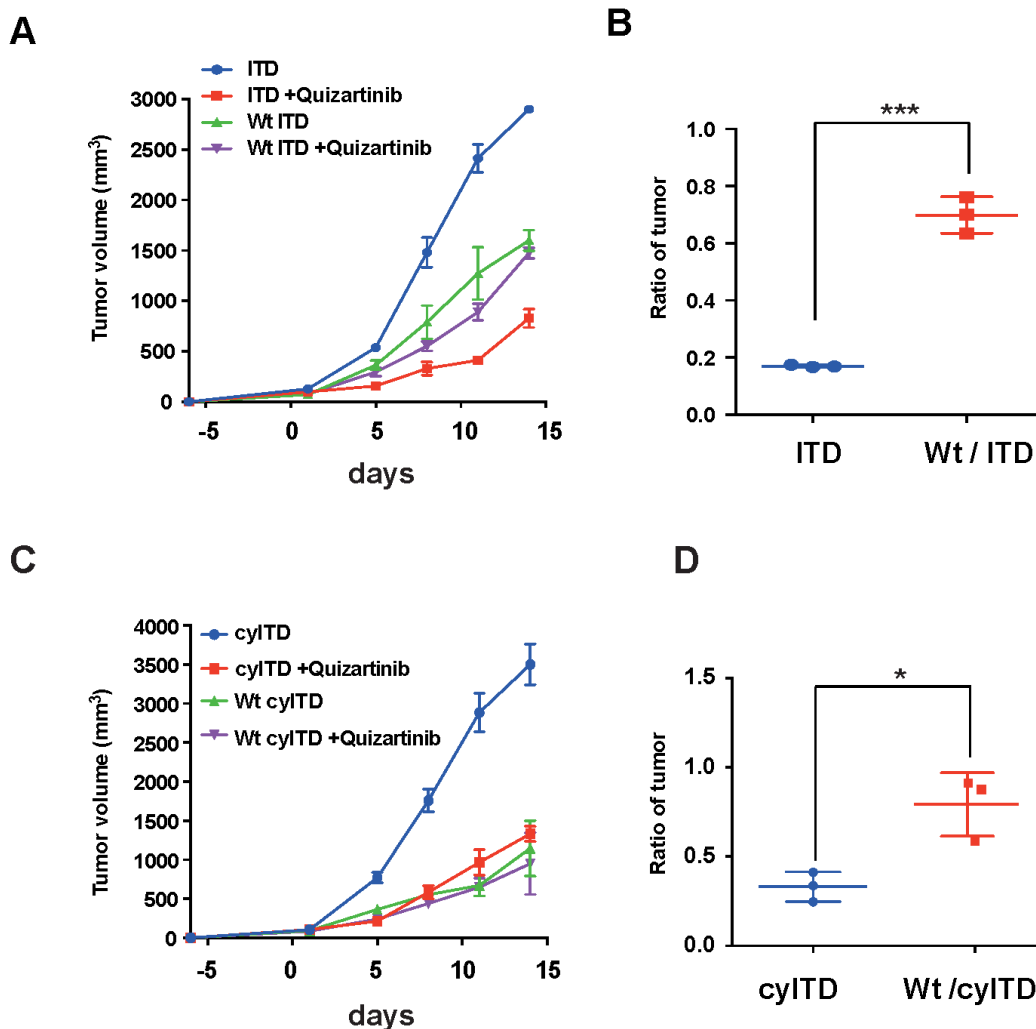 A
ITD
ITD +Quizartinib
Wt ITD
Wt ITD +Quizartinib
Tumor volume (mm³)
3000
2500
2000
1500
1000
500
0
-5 0 5 10 15
days
B
***
Ratio of tumor
1.0
0.8
0.6
0.4
0.2
0.0
ITD Wt / ITD
C
cyITD
cyITD +Quizartinib
Wt cyITD
Wt cyITD +Quizartinib
Tumor volume (mm³)
4000
3500
3000
2500
2000
1500
1000
500
0
-5 0 5 10 15
days
D
*
Ratio of tumor
1.5
1.0
0.5
0.0
cyITD Wt /cyITD